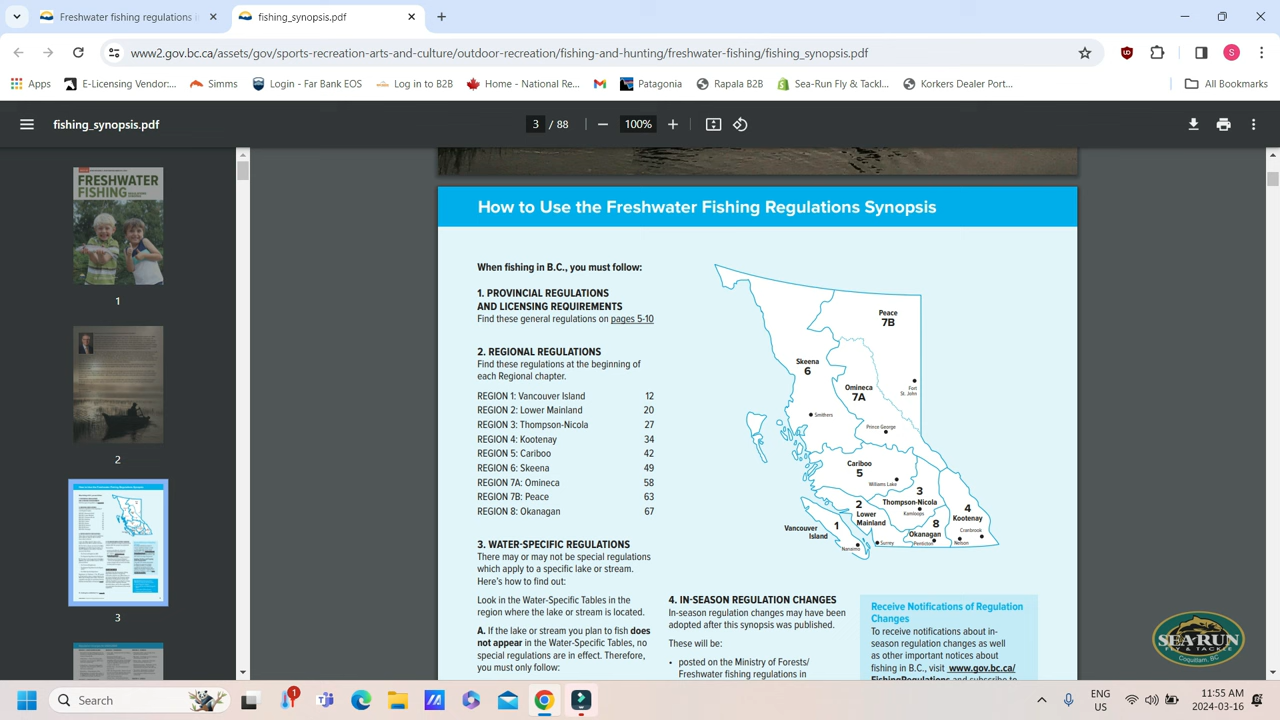 Freshwater fishing regulations
fishing_synopsis.pdf
www2.gov.bc.ca/assets/gov/sports-recreation-arts-and-culture/outdoor-recreation/fishing-and-hunting/freshwater-fishing/fishing_synopsis.pdf
S
Apps
E-Licensing Vendor:...
Simms
Login - Far Bank EOS
Log in to B2B
Home - National Re...
Patagonia
Rapala B2B
Sea-Run Fly & Tackl...
Korkers Dealer Port...
All Bookmarks
fishing_synopsis.pdf
3 / 88
100%
FRESHWATER
FISHING
1
2
3
How to Use the Freshwater Fishing Regulations Synopsis
When fishing in B.C., you must follow:
1. PROVINCIAL REGULATIONS
AND LICENSING REQUIREMENTS
Find these general regulations on pages 5-10
2. REGIONAL REGULATIONS
Find these regulations at the beginning of
each Regional chapter.
REGION 1: Vancouver Island 12
REGION 2: Lower Mainland 20
REGION 3: Thompson-Nicola 27
REGION 4: Kootenay 34
REGION 5: Cariboo 42
REGION 6: Skeena 49
REGION 7A: Omineca 58
REGION 7B: Peace 63
REGION 8: Okanagan 67
3. WATER-SPECIFIC REGULATIONS
There may or may not be special regulations
which apply to a specific lake or stream.
Here's how to find out:
Look in the Water-Specific Tables in the
region where the lake or stream is located.
A. If the lake or stream you plan to fish does
not appear in the Water-Specific Tables, no
special regulations are in effect. Therefore,
you must only follow:
Peace
7B
Skeena
6
Omineca
7A
Fort
St. John
Smithers
Prince George
Cariboo
5
Williams Lake
3
Thompson-Nicola
Kamloops
2
Lower
Mainland
4
Kootenay
Cranbrook
1
Vancouver
Island
8
Okanagan
Penticton
Nelson
Surrey
Nanaimo
4. IN-SEASON REGULATION CHANGES
In-season regulation changes may have been
adopted after this synopsis was published.
These will be:
• posted on the Ministry of Forests/
Freshwater fishing regulations in
Receive Notifications of Regulation
Changes
To receive notifications about in-
season regulation changes as well
as other important notices about
fishing in B.C., visit www.gov.bc.ca/
FishingRegulations and subscribe to
SEA-RUN
FLY & TACKLE
Coquitlam, BC
Search
ENG
US
11:55 AM
2024-03-16